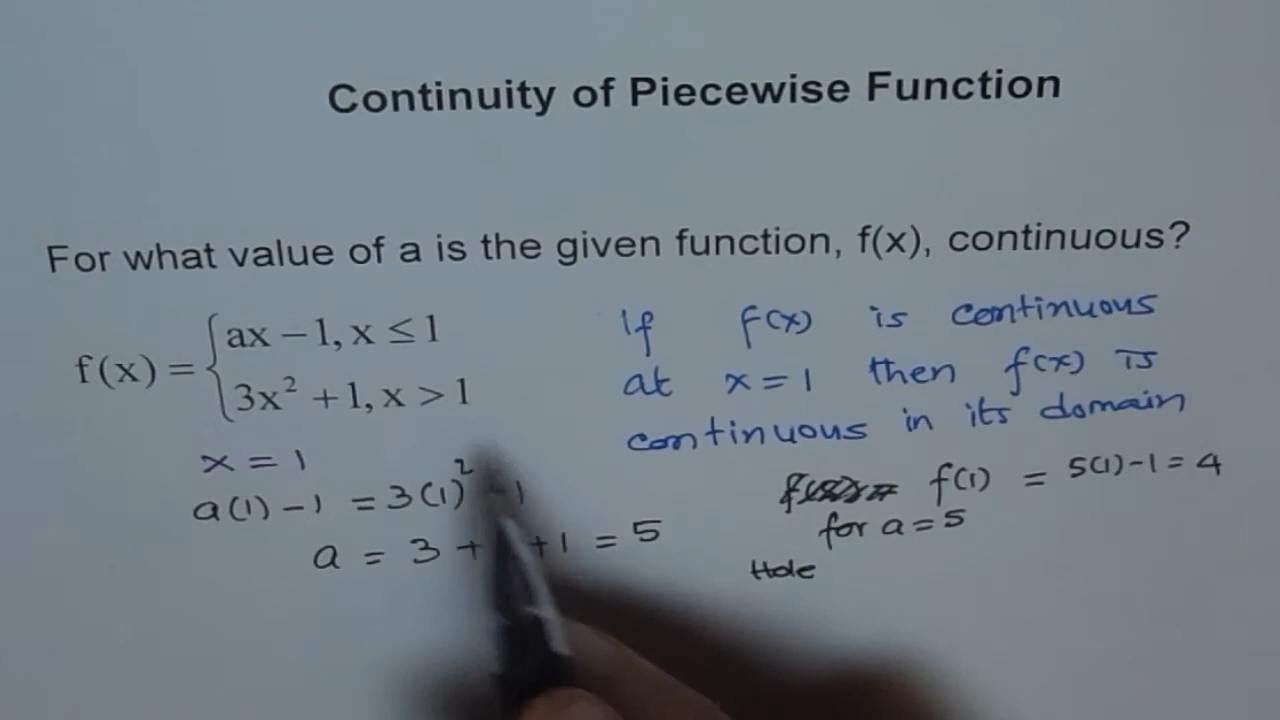 Continuity of Piecewise Function
For what value of a is the given function, f(x), continuous?
f(x) = { ax − 1, x ≤ 1
3x² + 1, x > 1
If f(x) is continuous
at x = 1 then f(x) is
continuous in its domain
x = 1
a(1) − 1 = 3(1)² − 1
a = 3 + + 1 = 5
f(1) = 5(1) − 1 = 4
for a = 5
Hole